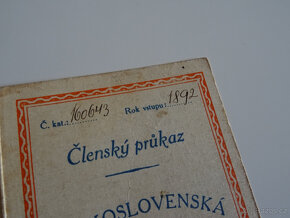 Č. kat.: 160643 Rok vstupu: 1892
Členský průkaz
KOSLOVENSKÁ